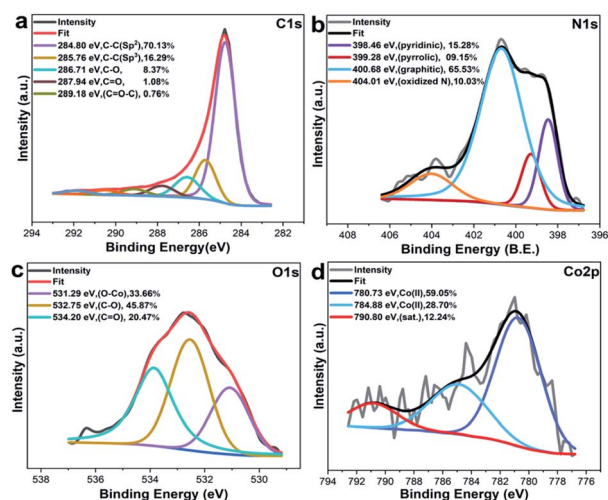 a
C1s
Intensity
Fit
284.80 eV,C-C(Sp²),70.13%
285.76 eV,C-C(Sp³),16.29%
286.71 eV,C-O, 8.37%
287.94 eV,C=O, 1.08%
289.18 eV,(C=O-C), 0.76%
Intensity (a.u.)
294 292 290 288 286 284 282
Binding Energy(eV)
b
N1s
Intensity
Fit
398.46 eV,(pyridinic), 15.28%
399.28 eV,(pyrrolic), 09.15%
400.68 eV,(graphitic), 65.53%
404.01 eV,(oxidized N),10.03%
Intensity (a.u.)
408 404 400 396
Binding Energy (B.E.)
c
O1s
Intensity
Fit
531.29 eV,(O-Co),33.66%
532.75 eV,(C-O), 45.87%
534.20 eV,(C=O), 20.47%
Intensity (a.u.)
538 536 534 532 530
Binding Energy (eV)
d
Co2p
Intensity
Fit
780.73 eV,Co(II),59.05%
784.88 eV,Co(II),28.70%
790.80 eV,(sat.),12.24%
Intensity (a.u.)
794 792 790 788 786 784 782 780 778 776
Binding Energy (eV)